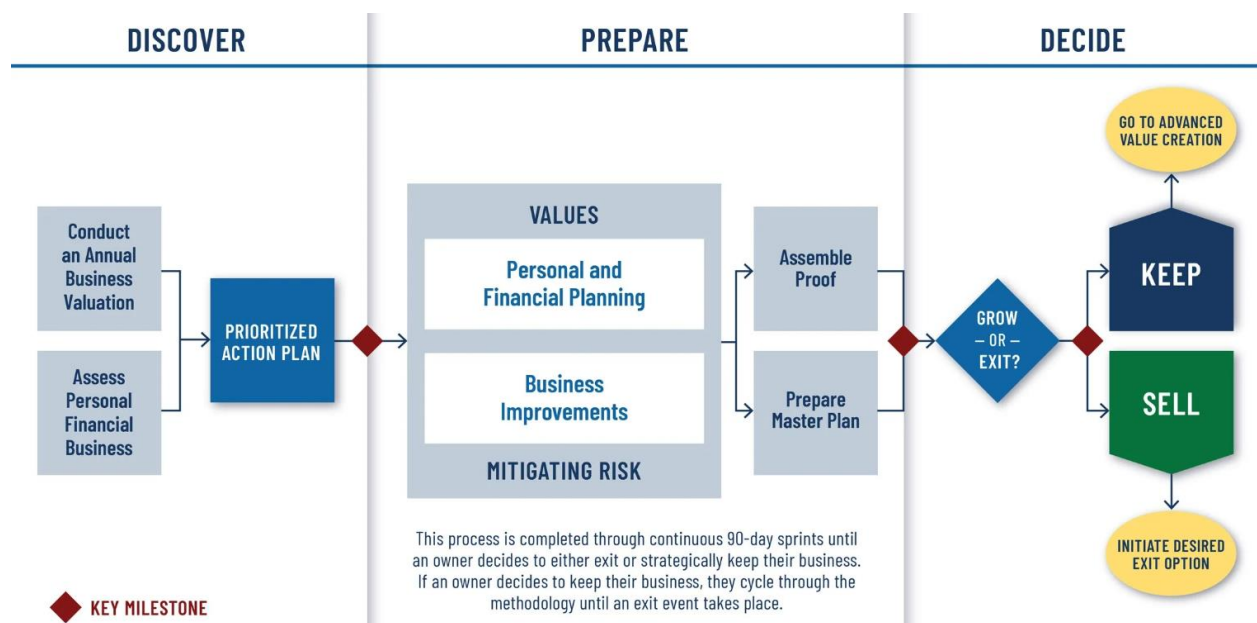 DISCOVER
PREPARE
DECIDE
Conduct
an Annual
Business
Valuation
Assess
Personal
Financial
Business
PRIORITIZED
ACTION PLAN
VALUES
Personal and
Financial Planning
Business
Improvements
MITIGATING RISK
This process is completed through continuous 90-day sprints until
an owner decides to either exit or strategically keep their business.
If an owner decides to keep their business, they cycle through the
methodology until an exit event takes place.
Assemble
Proof
Prepare
Master Plan
GROW
— OR —
EXIT?
GO TO ADVANCED
VALUE CREATION
KEEP
SELL
INITIATE DESIRED
EXIT OPTION
KEY MILESTONE